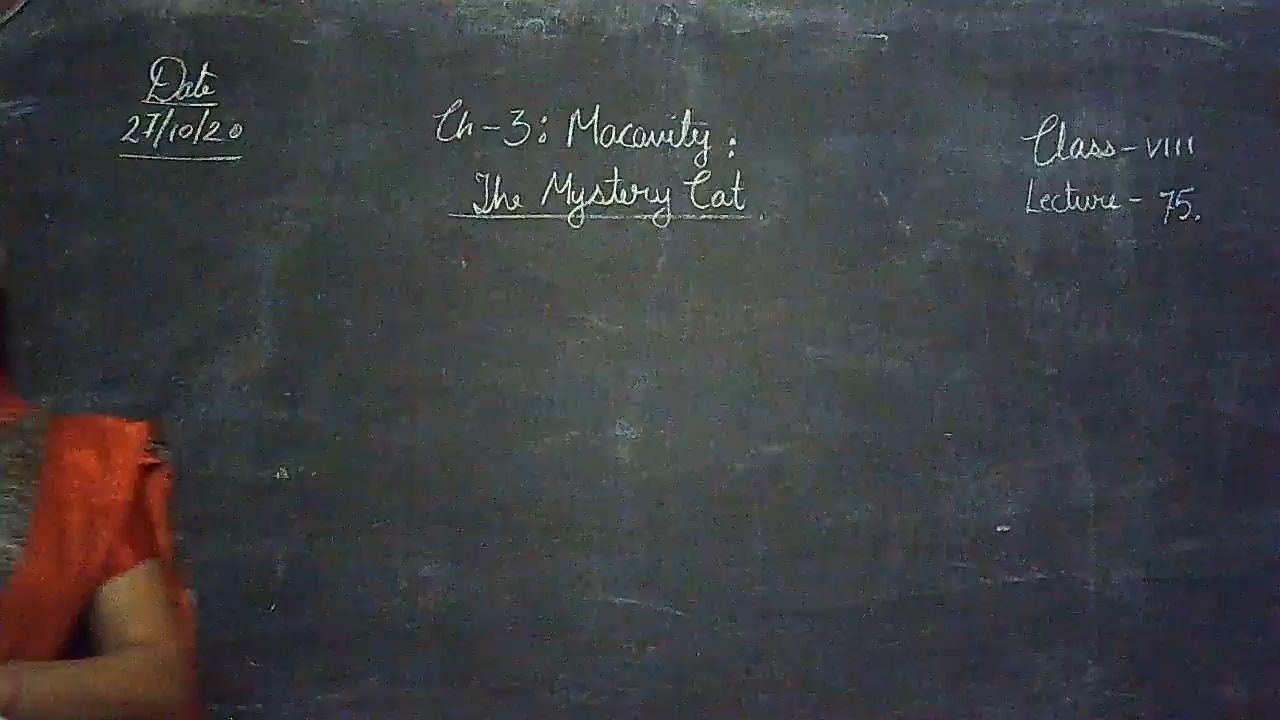 Date
27/10/20
Ch-3: Macavity:
The Mystery Cat
Class-VIII
Lecture- 75.